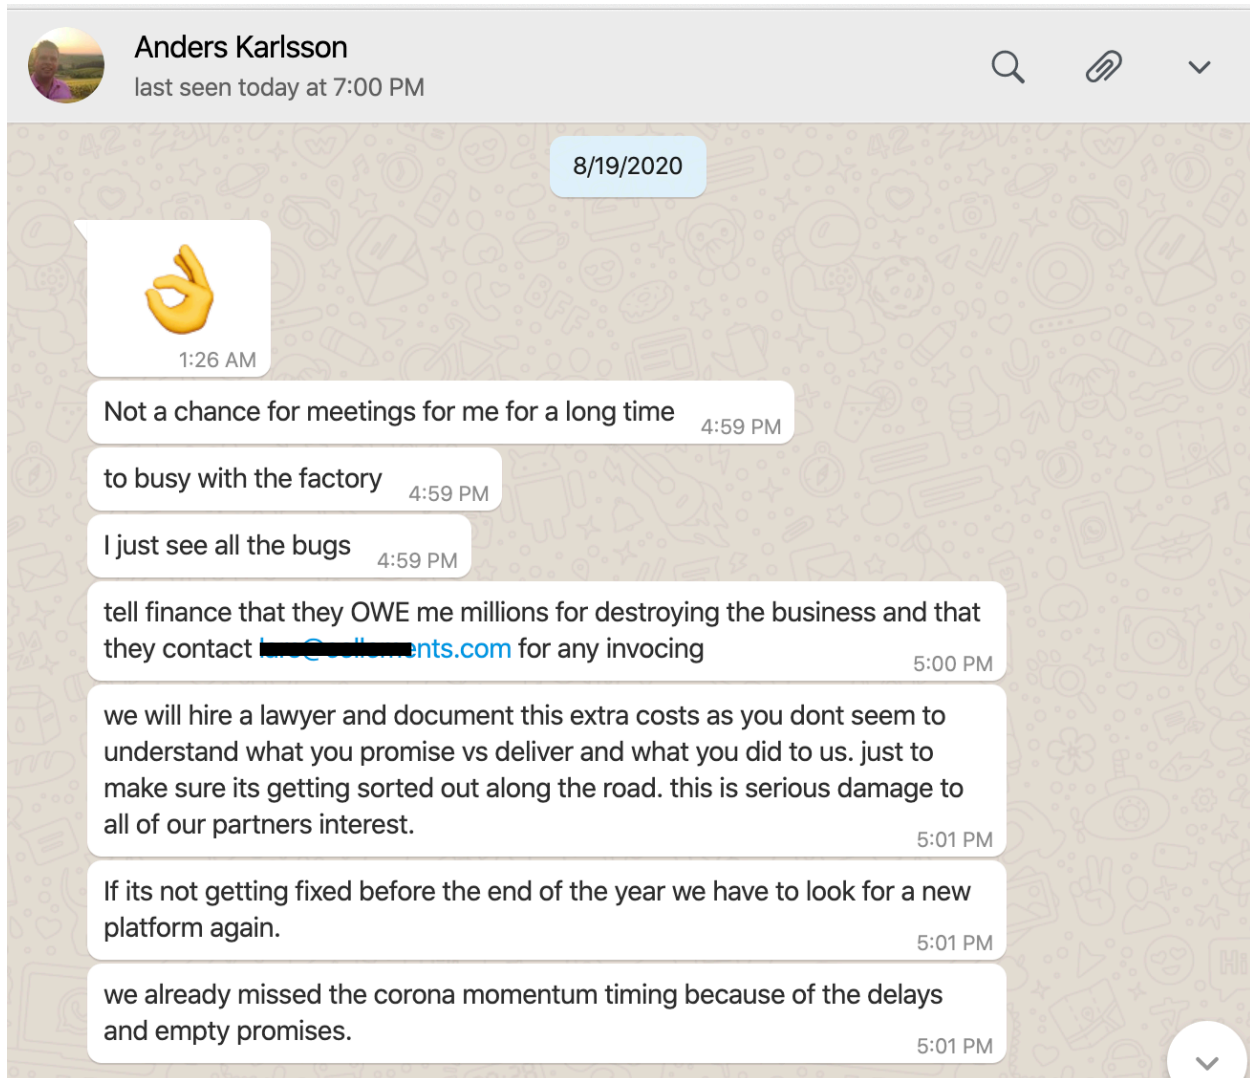 Anders Karlsson
last seen today at 7:00 PM
8/19/2020
1:26 AM
Not a chance for meetings for me for a long time
4:59 PM
to busy with the factory
4:59 PM
I just see all the bugs
4:59 PM
tell finance that they OWE me millions for destroying the business and that
they contact nts.com for any invocing
5:00 PM
we will hire a lawyer and document this extra costs as you dont seem to
understand what you promise vs deliver and what you did to us. just to
make sure its getting sorted out along the road. this is serious damage to
all of our partners interest.
5:01 PM
If its not getting fixed before the end of the year we have to look for a new
platform again.
5:01 PM
we already missed the corona momentum timing because of the delays
and empty promises.
5:01 PM